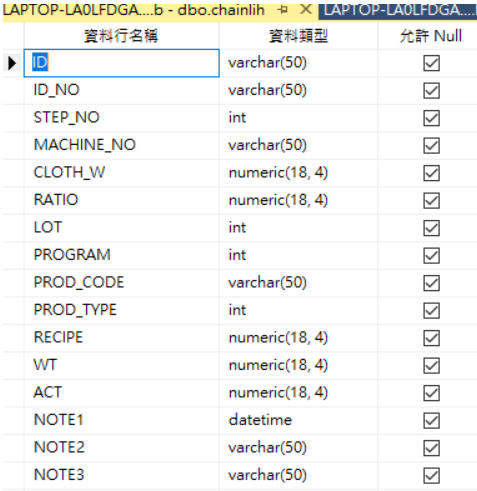 LAPTOP-LA0LFDGA....b - dbo.chainlih LAPTOP-LA0LFDGA....
資料行名稱 資料類型 允許 Null
ID varchar(50)
ID_NO varchar(50)
STEP_NO int
MACHINE_NO varchar(50)
CLOTH_W numeric(18, 4)
RATIO numeric(18, 4)
LOT int
PROGRAM int
PROD_CODE varchar(50)
PROD_TYPE int
RECIPE numeric(18, 4)
WT numeric(18, 4)
ACT numeric(18, 4)
NOTE1 datetime
NOTE2 varchar(50)
NOTE3 varchar(50)